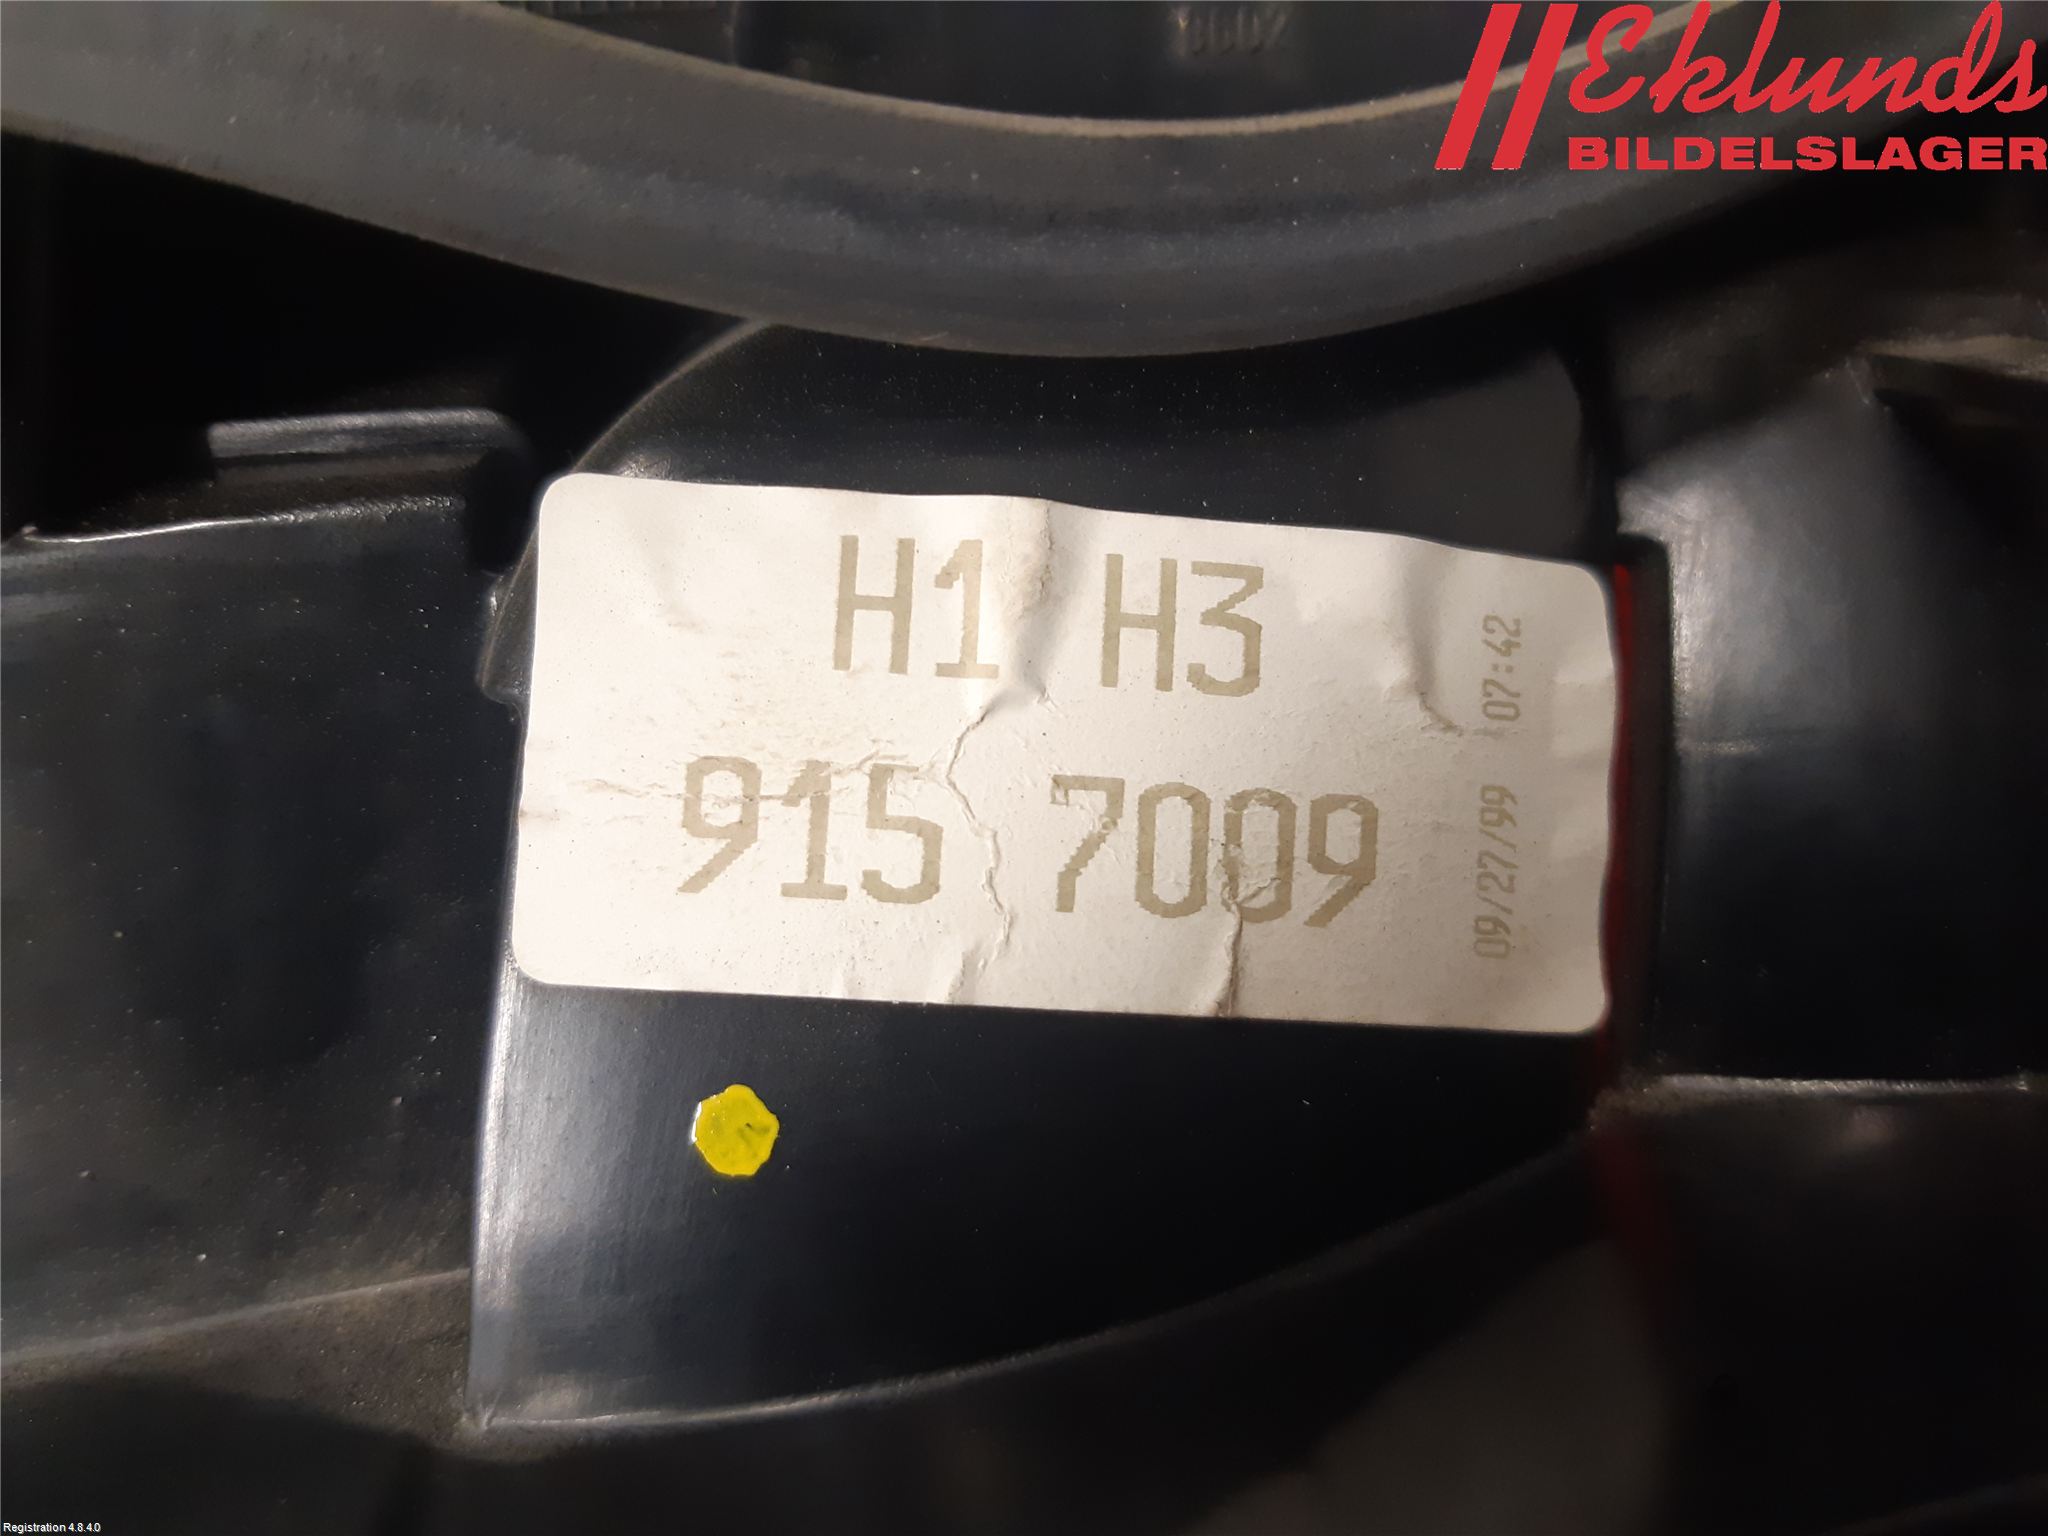 Eklunds
BILDELSLAGER
H1 H3
915 7009
09/27/99 07:42
Registration 4.8.4.0